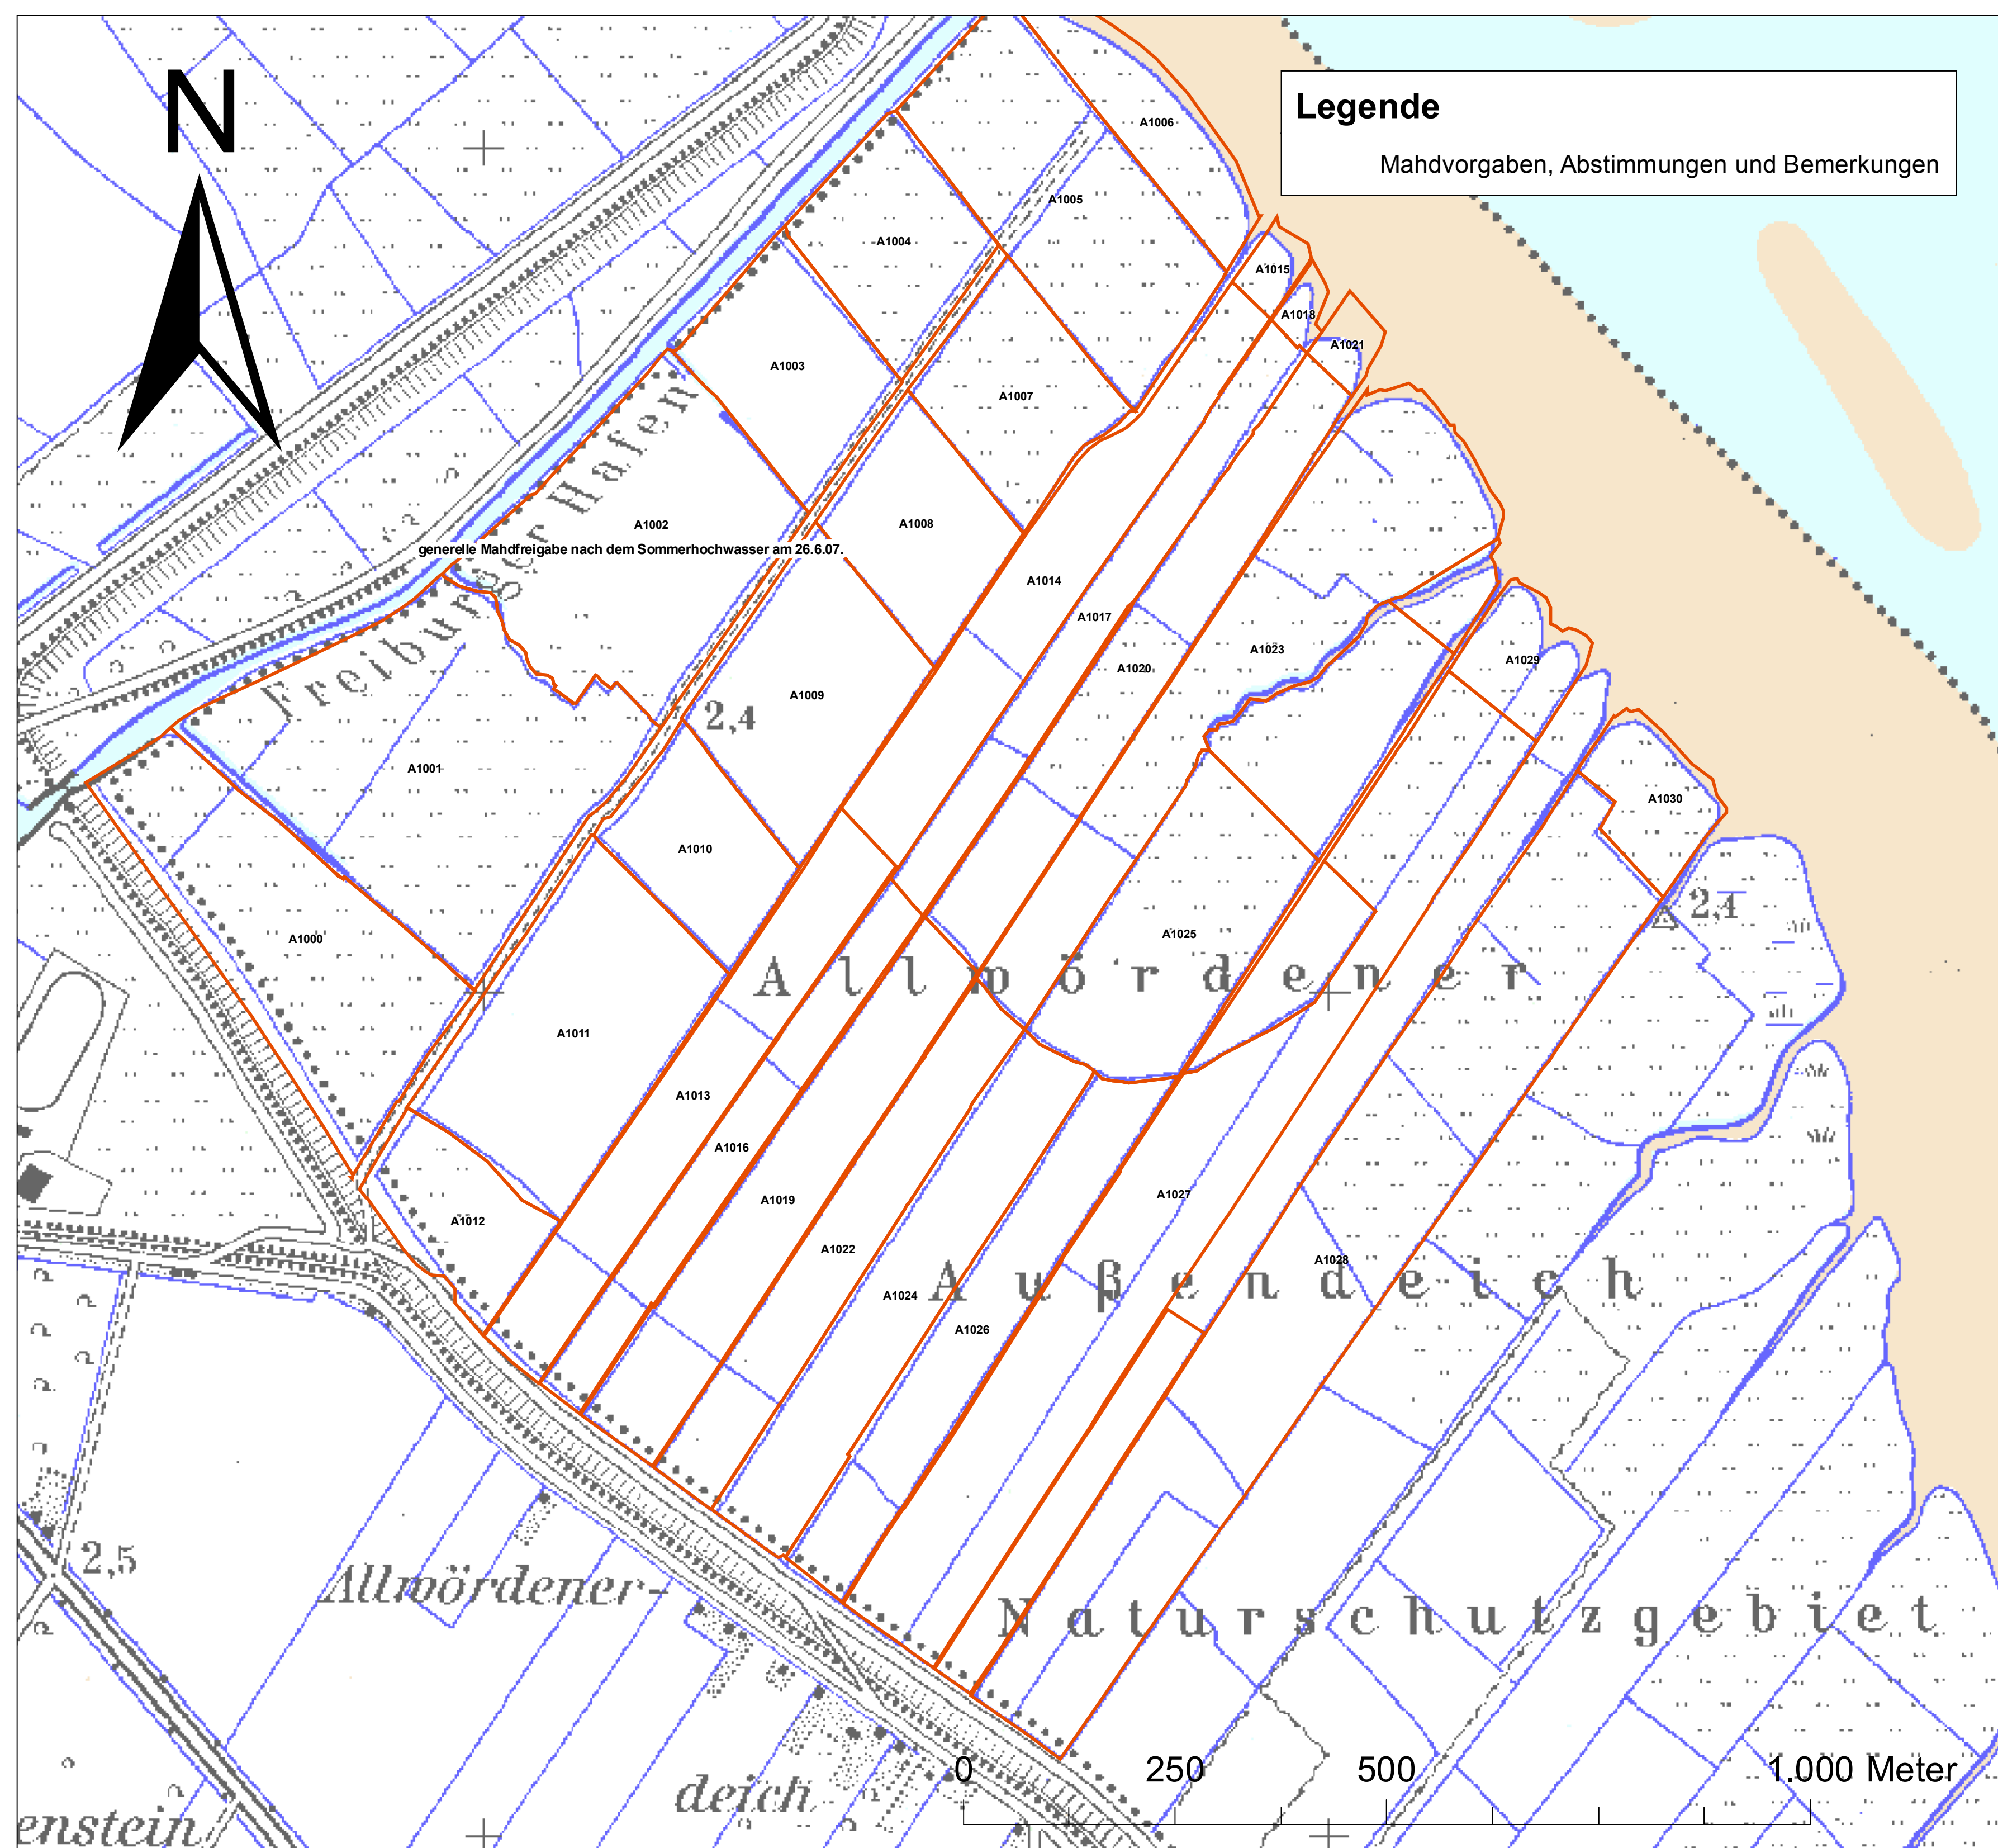 N
Legende
Mahdvorgaben, Abstimmungen und Bemerkungen
A1006
A1005
A1004
A1015
A1018
A1021
A1003
A1007
Freiburger Hafen
A1002
A1008
generelle Mahdfreigabe nach dem Sommerhochwasser am 26.6.07.
A1014
A1017
A1023
A1020
A1029
A1009
2,4
A1001
A1030
A1010
2,4
A1025
A1000
Allwördener
A1011
A1013
A1016
A1027
A1019
A1012
A1022
A1028
Außendeich
A1024
A1026
2,5
Allwördener-
Naturschutzgebiet
deich
0 250 500 1.000 Meter
enstein